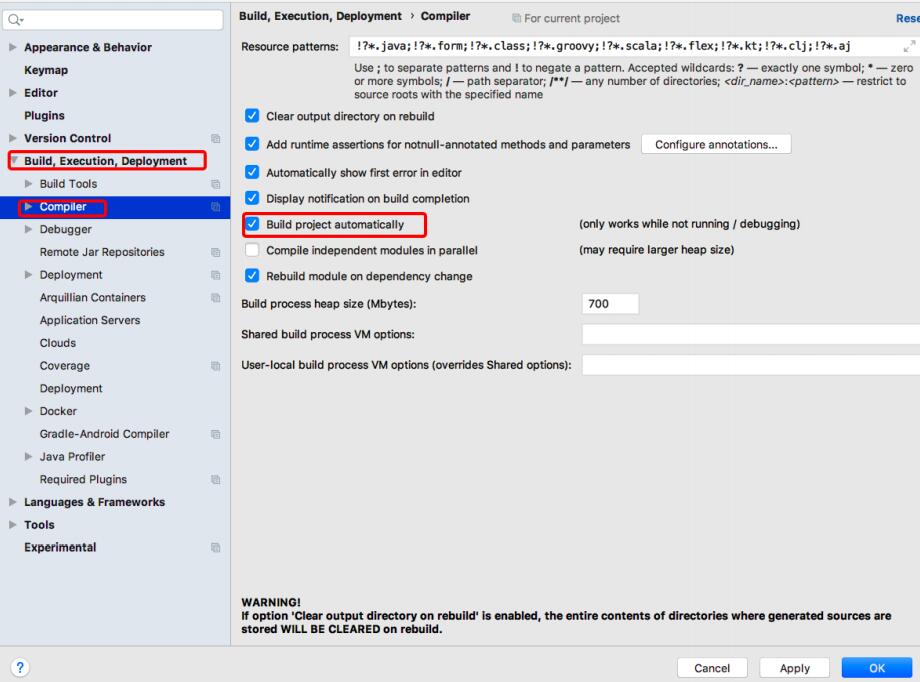 Appearance & Behavior
Keymap
Editor
Plugins
Version Control
Build, Execution, Deployment
Build Tools
Compiler
Debugger
Remote Jar Repositories
Deployment
Arquillian Containers
Application Servers
Clouds
Coverage
Deployment
Docker
Gradle-Android Compiler
Java Profiler
Required Plugins
Languages & Frameworks
Tools
Experimental
Build, Execution, Deployment › Compiler
For current project
Rese
Resource patterns: !?*.java;!?*.form;!?*.class;!?*.groovy;!?*.scala;!?*.flex;!?*.kt;!?*.clj;!?*.aj
Use ; to separate patterns and ! to negate a pattern. Accepted wildcards: ? — exactly one symbol; * — zero
or more symbols; / — path separator; /**/ — any number of directories; <dir_name>:<pattern> — restrict to
source roots with the specified name
Clear output directory on rebuild
Add runtime assertions for notnull-annotated methods and parameters Configure annotations...
Automatically show first error in editor
Display notification on build completion
Build project automatically (only works while not running / debugging)
Compile independent modules in parallel (may require larger heap size)
Rebuild module on dependency change
Build process heap size (Mbytes): 700
Shared build process VM options:
User-local build process VM options (overrides Shared options):
WARNING!
If option 'Clear output directory on rebuild' is enabled, the entire contents of directories where generated sources are
stored WILL BE CLEARED on rebuild.
? Cancel Apply OK